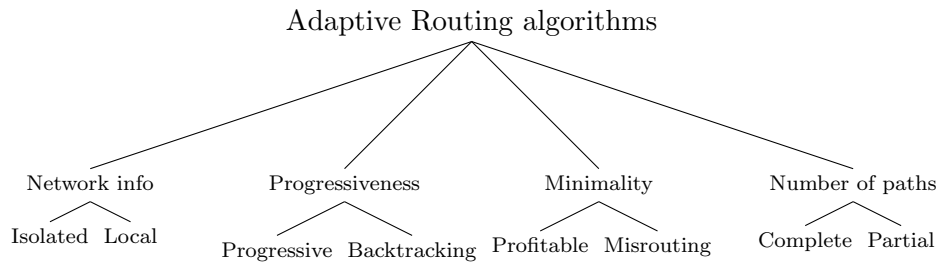 Adaptive Routing algorithms
Network info Progressiveness Minimality Number of paths
Isolated Local Progressive Backtracking Profitable Misrouting Complete Partial